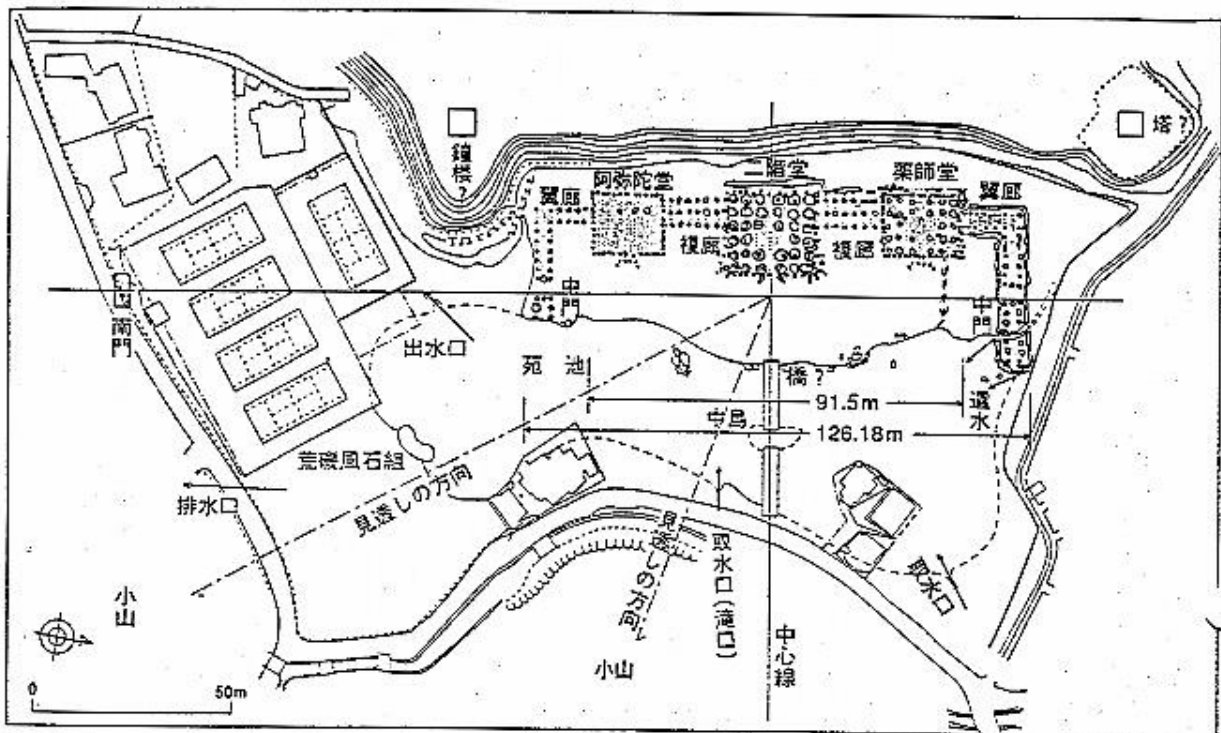 鐘楼?
塔?
翼廊
阿弥陀堂
二階堂
薬師堂
翼廊
複廊
複廊
南門
中門
中門
出水口
苑池
橋?
91.5m
遣水
中島
126.18m
荒磯風石組
排水口
見透しの方向
見透しの方向
取水口(滝口)
取水口
小山
中心線
小山
0
50m